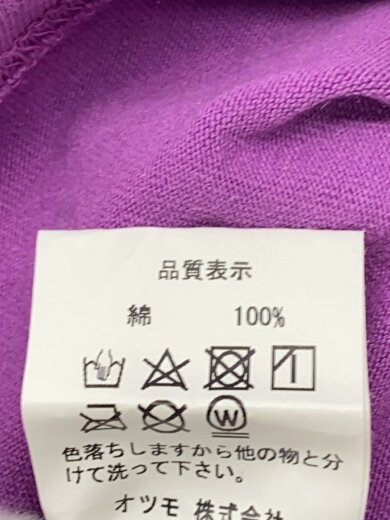 品質表示
綿 100%
W
色落ちしますから他の物と分
けて洗って下さい。
オツモ 株式会社